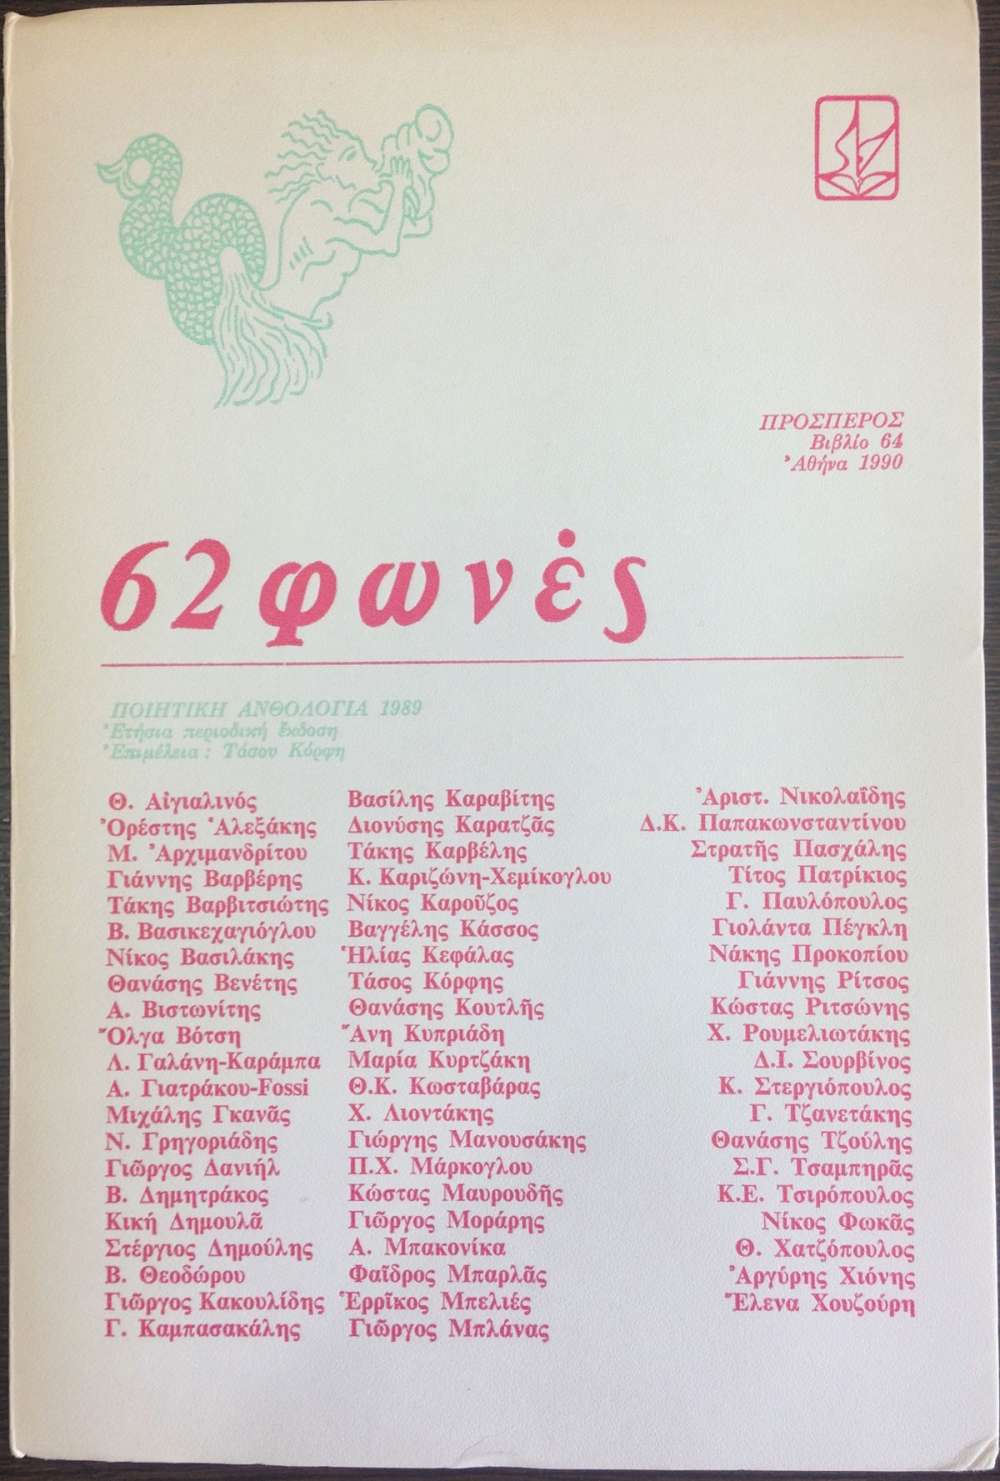 ΠΡΟΣΠΕΡΟΣ
Βιβλίο 64
Ἀθήνα 1990
62 φωνές
ΠΟΙΗΤΙΚΗ ΑΝΘΟΛΟΓΙΑ 1989
Ἐτήσια περιοδική ἔκδοση
Ἐπιμέλεια : Τάσου Κόρφη
Θ. Αἰγιαλινός
Ὀρέστης Ἀλεξάκης
Μ. Ἀρχιμανδρίτου
Γιάννης Βαρβέρης
Τάκης Βαρβιτσιώτης
Β. Βασικεχαγιόγλου
Νίκος Βασιλάκης
Θανάσης Βενέτης
Α. Βιστωνίτης
Ὄλγα Βότση
Λ. Γαλάνη-Καράμπα
Α. Γιατράκου-Fossi
Μιχάλης Γκανᾶς
Ν. Γρηγοριάδης
Γιῶργος Δανιήλ
Β. Δημητράκος
Κική Δημουλᾶ
Στέργιος Δημούλης
Β. Θεοδώρου
Γιῶργος Κακουλίδης
Γ. Καμπασακάλης
Βασίλης Καραβίτης
Διονύσης Καρατζᾶς
Τάκης Καρβέλης
Κ. Καριζώνη-Χεμίκογλου
Νίκος Καροῦζος
Βαγγέλης Κάσσος
Ἠλίας Κεφάλας
Τάσος Κόρφης
Θανάσης Κουτλῆς
Ἄνη Κυπριάδη
Μαρία Κυρτζάκη
Θ.Κ. Κωσταβάρας
Χ. Λιοντάκης
Γιώργης Μανουσάκης
Π.Χ. Μάρκογλου
Κώστας Μαυρουδῆς
Γιῶργος Μοράρης
Α. Μπακονίκα
Φαῖδρος Μπαρλᾶς
Ἐρρῖκος Μπελιές
Γιῶργος Μπλάνας
Ἀριστ. Νικολαΐδης
Δ.Κ. Παπακωνσταντίνου
Στρατῆς Πασχάλης
Τίτος Πατρίκιος
Γ. Παυλόπουλος
Γιολάντα Πέγκλη
Νάκης Προκοπίου
Γιάννης Ρίτσος
Κώστας Ριτσώνης
Χ. Ρουμελιωτάκης
Δ.Ι. Σουρβίνος
Κ. Στεργιόπουλος
Γ. Τζανετάκης
Θανάσης Τζούλης
Σ.Γ. Τσαμπηρᾶς
Κ.Ε. Τσιρόπουλος
Νίκος Φωκᾶς
Θ. Χατζόπουλος
Ἀργύρης Χιόνης
Ἔλενα Χουζούρη